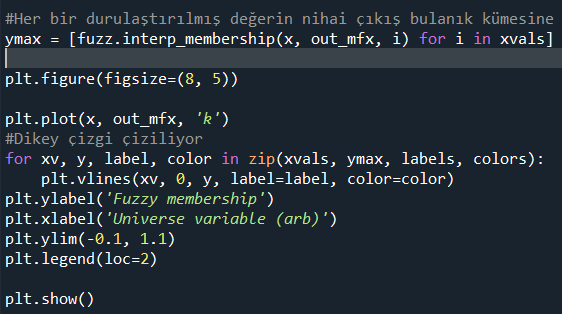 #Her bir durulaştırılmış değerin nihai çıkış bulanık kümesine
ymax = [fuzz.interp_membership(x, out_mfx, i) for i in xvals]
plt.figure(figsize=(8, 5))
plt.plot(x, out_mfx, 'k')
#Dikey çizgi çiziliyor
for xv, y, label, color in zip(xvals, ymax, labels, colors):
    plt.vlines(xv, 0, y, label=label, color=color)
plt.ylabel('Fuzzy membership')
plt.xlabel('Universe variable (arb)')
plt.ylim(-0.1, 1.1)
plt.legend(loc=2)
plt.show()